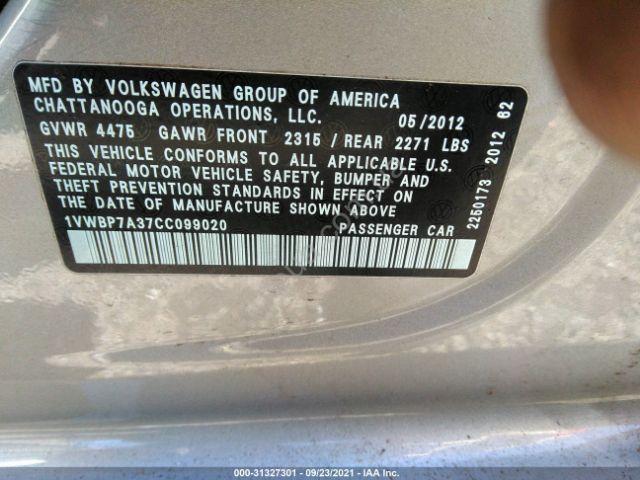 MFD BY VOLKSWAGEN GROUP OF AMERICA
CHATTANOOGA OPERATIONS, LLC. 05/2012
GVWR 4475 GAWR FRONT 2315 / REAR 2271 LBS
THIS VEHICLE CONFORMS TO ALL APPLICABLE U.S.
FEDERAL MOTOR VEHICLE SAFETY, BUMPER AND
THEFT PREVENTION STANDARDS IN EFFECT ON
THE DATE OF MANUFACTURE SHOWN ABOVE
1VWBP7A37CC099020 PASSENGER CAR
2250173 2012 62
000-31327301 - 09/23/2021 - IAA Inc.